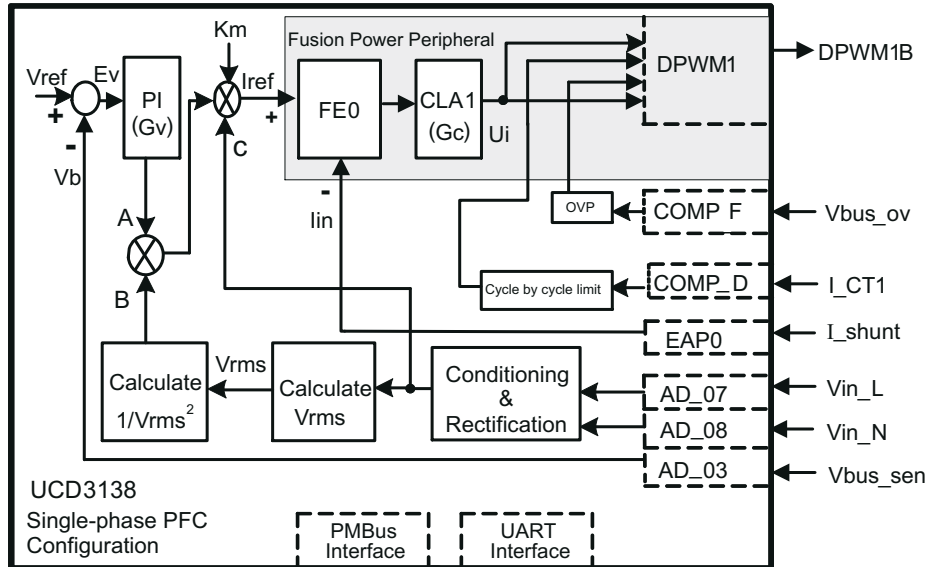 Km
Fusion Power Peripheral
Vref
Ev
Iref
+
-
Vb
PI
(Gv)
+
FE0
CLA1
(Gc)
Ui
DPWM1
DPWM1B
C
-
Iin
A
B
OVP
COMP F
Vbus_ov
Cycle by cycle limit
COMP_D
I_CT1
EAP0
I_shunt
Calculate
1/Vrms²
Vrms
Calculate
Vrms
Conditioning
&
Rectification
AD_07
Vin_L
AD_08
Vin_N
AD_03
Vbus_sen
UCD3138
Single-phase PFC
Configuration
PMBus
Interface
UART
Interface